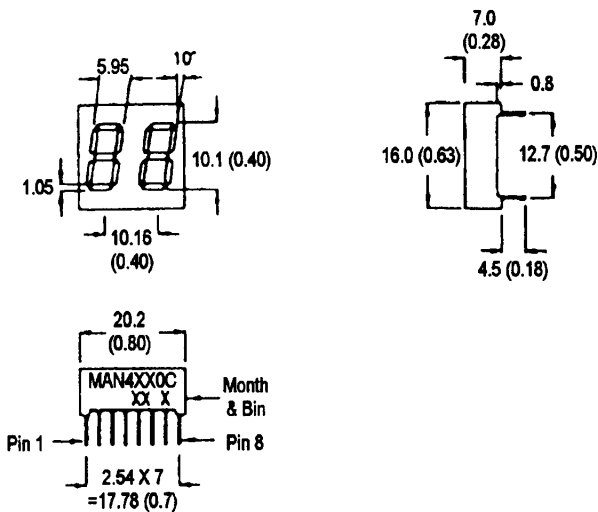 5.95
10°
10.1 (0.40)
1.05
10.16
(0.40)
7.0
(0.28)
0.8
16.0 (0.63)
12.7 (0.50)
4.5 (0.18)
20.2
(0.80)
MAN4XX0C
XX X
Month
& Bin
Pin 1
Pin 8
2.54 X 7
=17.78 (0.7)